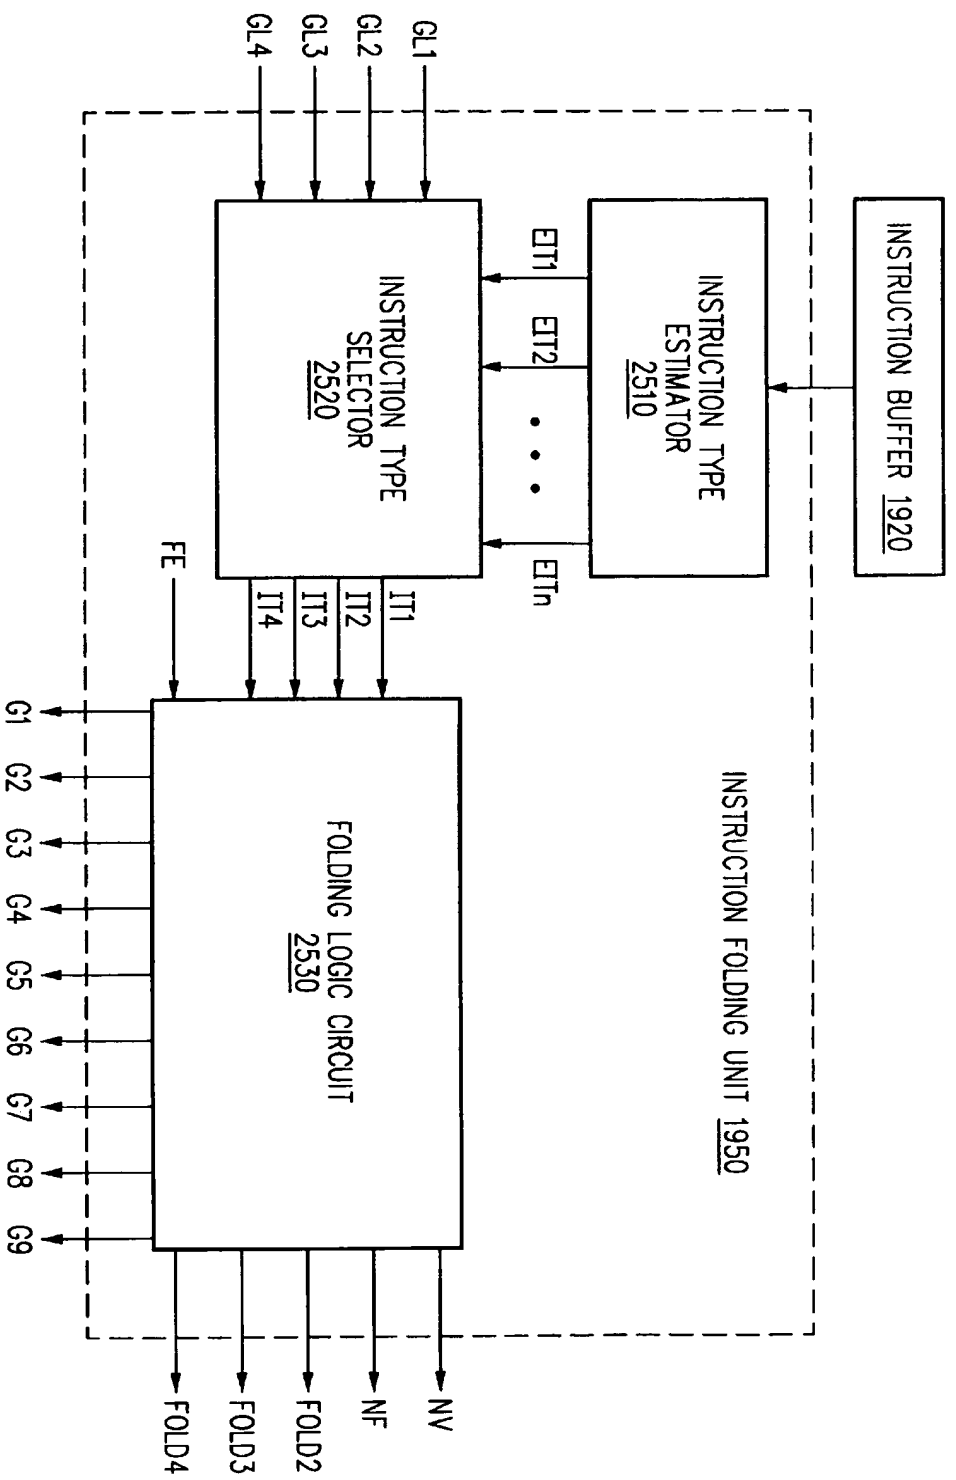 INSTRUCTION BUFFER 1920
INSTRUCTION FOLDING UNIT 1950
INSTRUCTION TYPE
ESTIMATOR
2510
EIT1
EIT2
EITn
GL1
GL2
GL3
GL4
INSTRUCTION TYPE
SELECTOR
2520
IT1
IT2
IT3
IT4
FE
FOLDING LOGIC CIRCUIT
2530
NV
NF
FOLD2
FOLD3
FOLD4
G1
G2
G3
G4
G5
G6
G7
G8
G9